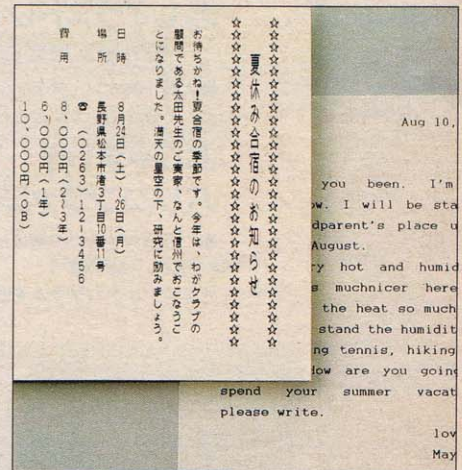 ☆☆☆☆☆☆☆☆☆☆☆☆☆☆☆☆☆☆☆☆
夏休み合宿のお知らせ
☆☆☆☆☆☆☆☆☆☆☆☆☆☆☆☆☆☆☆☆
お待ちかね！夏合宿の季節です。今年は、わがクラブの
顧問である太田先生のご実家、なんと信州でおこなうこ
とになりました。満天の星空の下、研究に励みましょう。
日　時　8月24日（土）〜26日（月）
場　所　長野県松本市渚3丁目10番11号
☎（0263）12-3456
費　用　8、000円（2〜3年）
6、000円（1年）
10、000円（OB）
Aug 10,
you been. I'm
ow. I will be sta
dparent's place u
August.
ry hot and humid
s muchnicer here
the heat so much
stand the humidit
ng tennis, hiking
How are you going
spend your summer vacat
please write.
lov
May